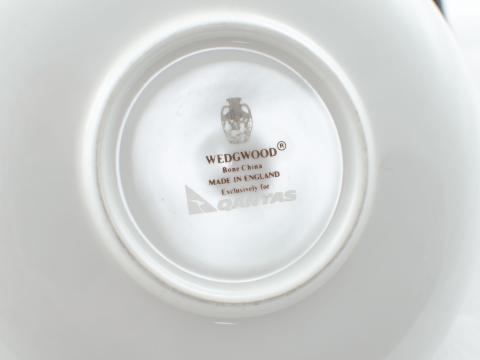 WEDGWOOD®
Bone China
MADE IN ENGLAND
Exclusively for
QANTAS